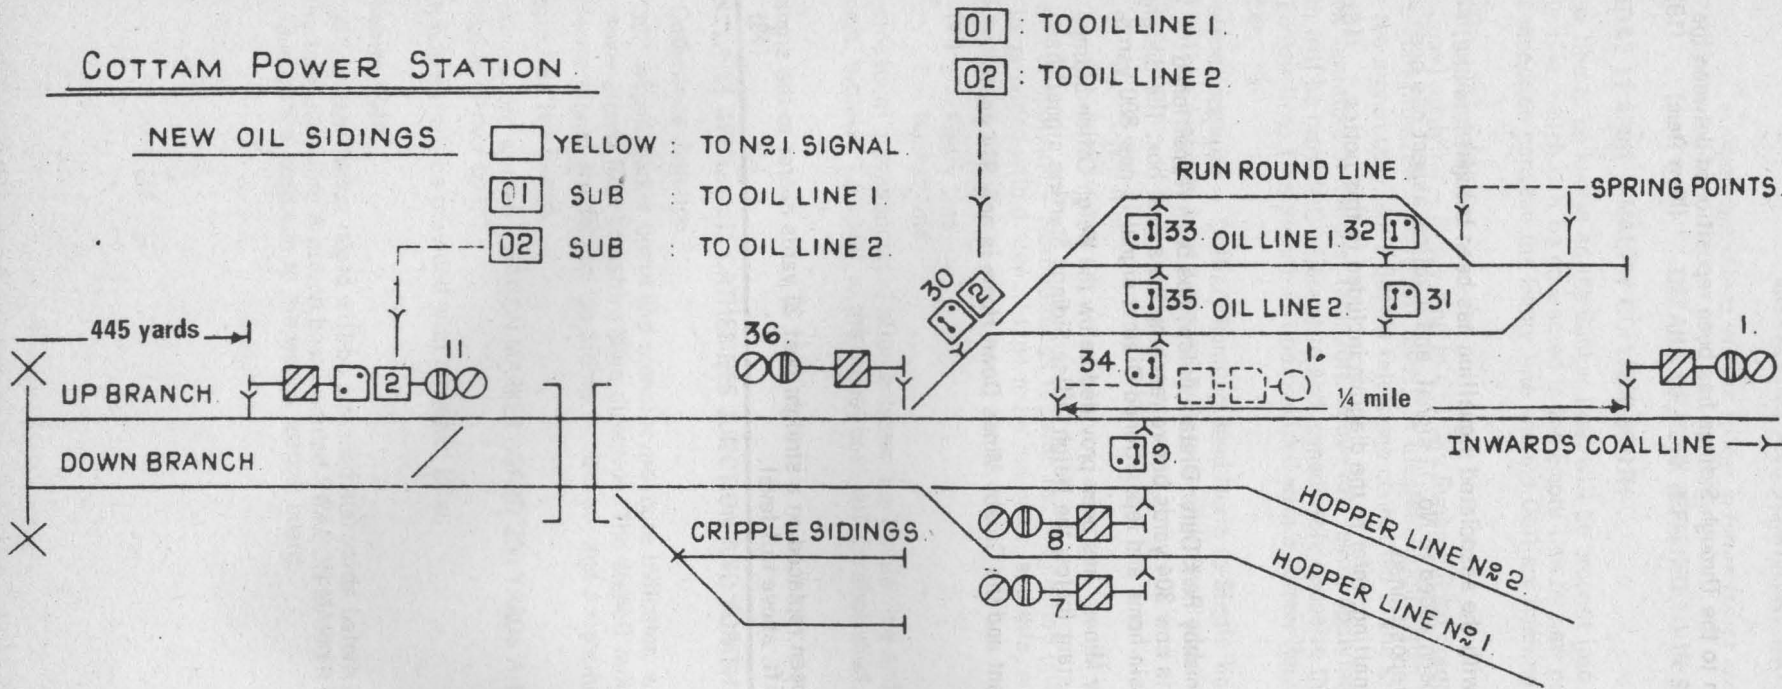 COTTAM POWER STATION.
NEW OIL SIDINGS
YELLOW : TO Nº1. SIGNAL.
01 SUB : TO OIL LINE 1.
02 SUB : TO OIL LINE 2.
01 : TO OIL LINE 1.
02 : TO OIL LINE 2.
RUN ROUND LINE.
SPRING POINTS.
33 OIL LINE 1. 32
30 2
35 OIL LINE 2. 31
445 yards
11
36
34
1.
1.
2
UP BRANCH.
¼ mile
DOWN BRANCH.
9
INWARDS COAL LINE
CRIPPLE SIDINGS.
8
HOPPER LINE Nº 2
7
HOPPER LINE Nº 1